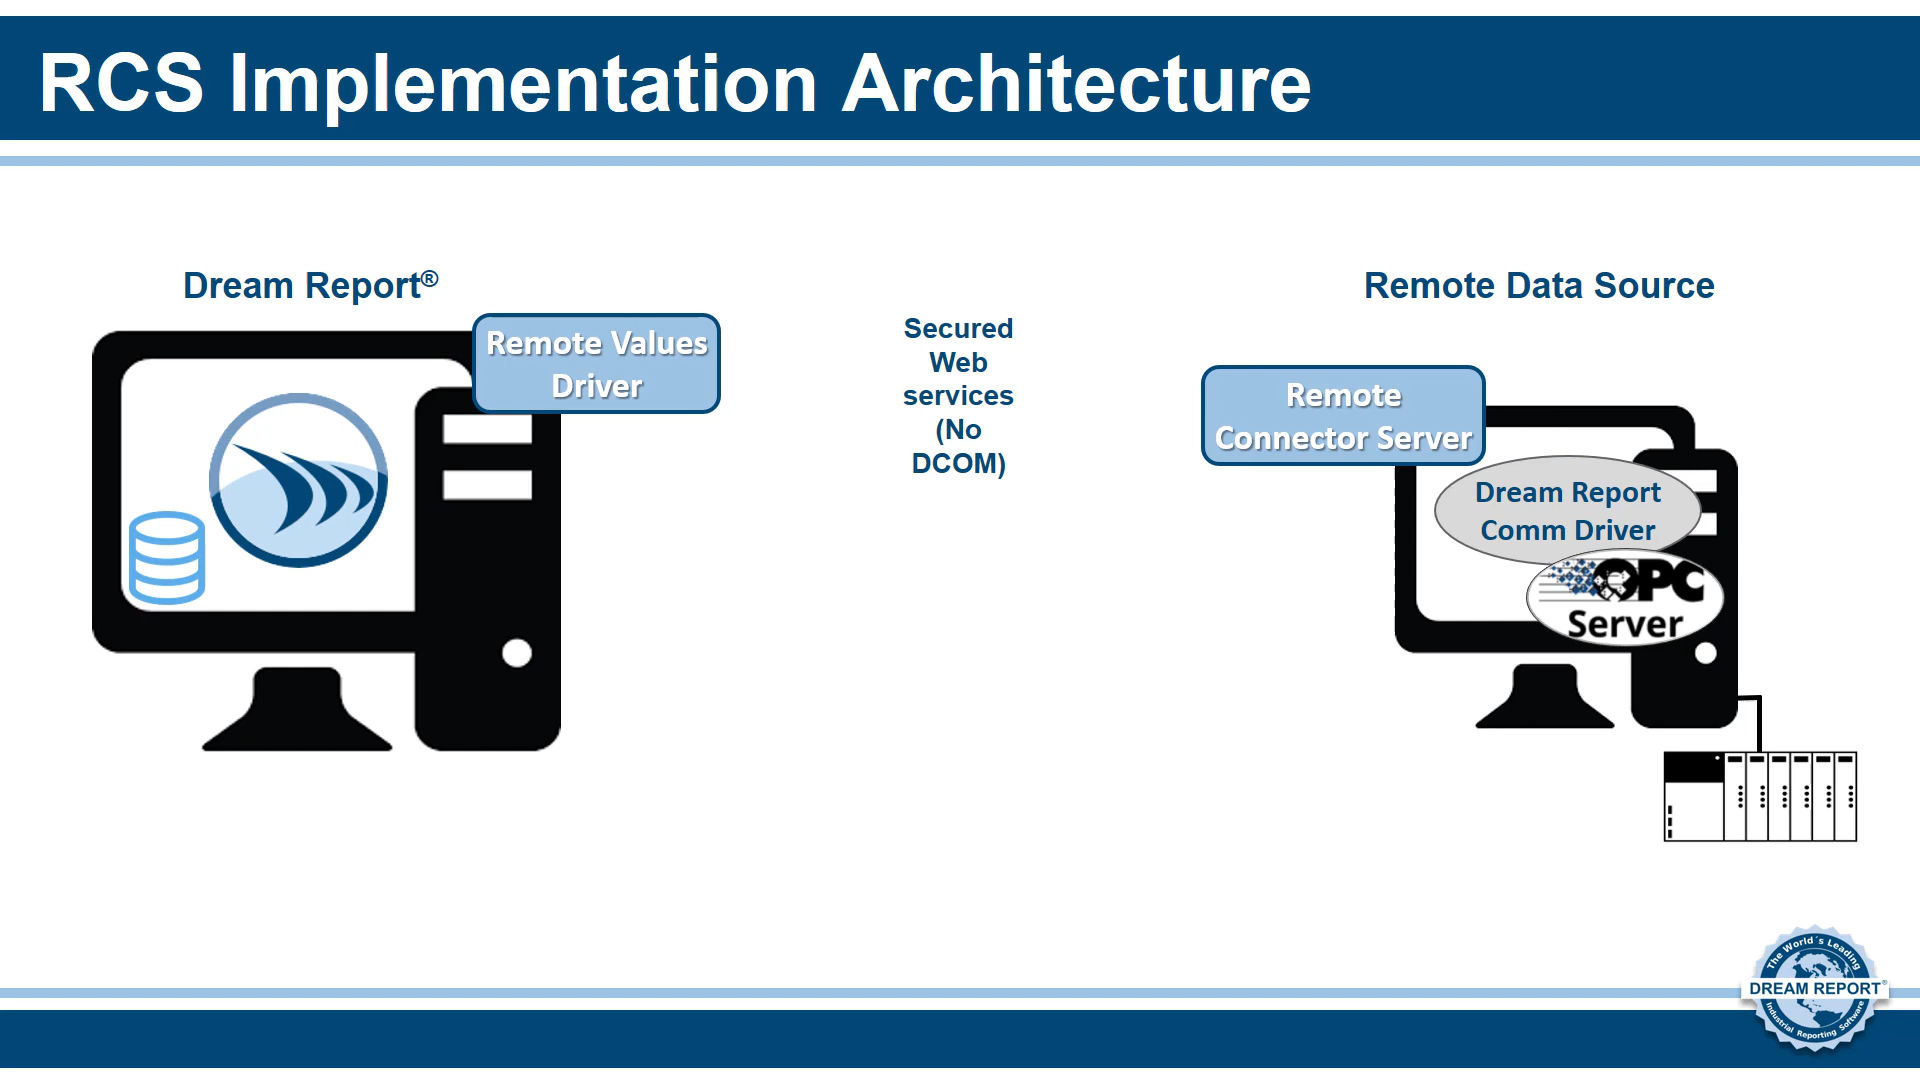 RCS Implementation Architecture
Dream Report®
Remote Values
Driver
Secured
Web
services
(No
DCOM)
Remote Data Source
Remote
Connector Server
Dream Report
Comm Driver
OPC
Server
The World's Leading
DREAM REPORT®
Industrial Reporting Software